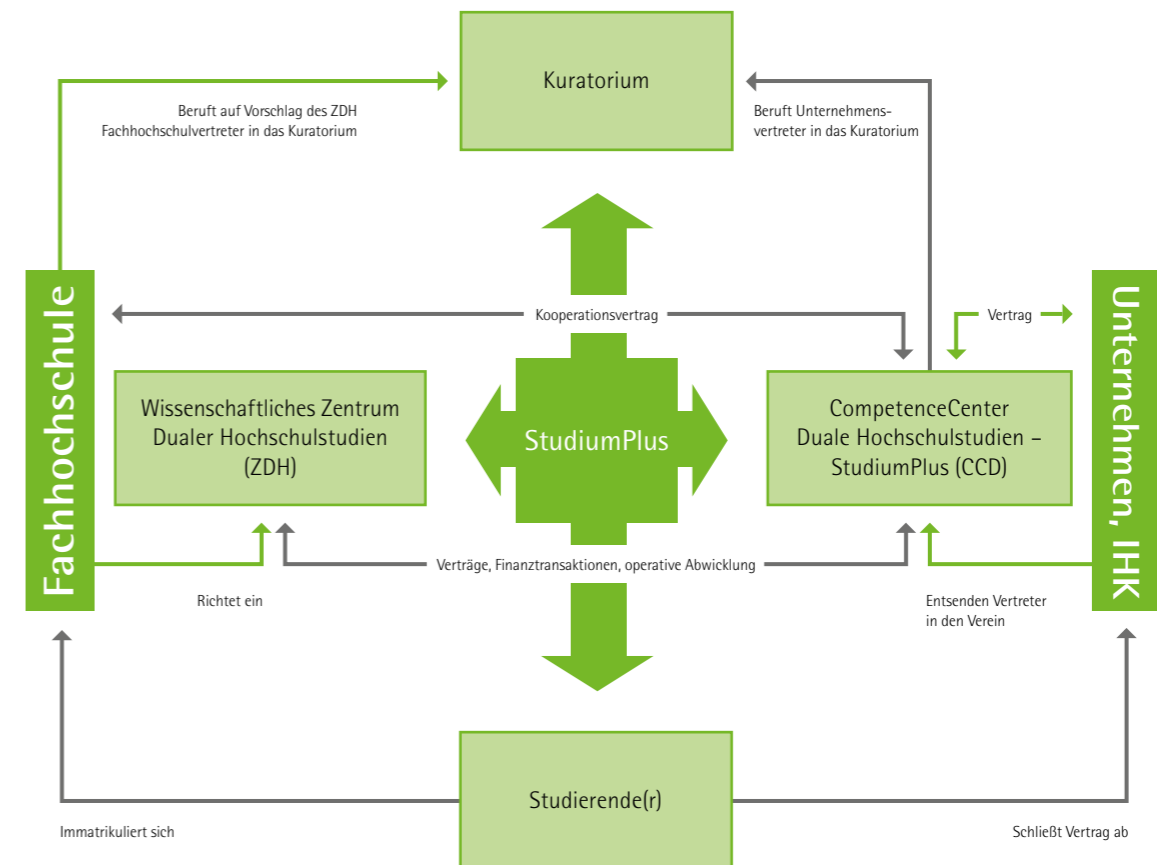 Kuratorium
Beruft auf Vorschlag des ZDH
Fachhochschulvertreter in das Kuratorium
Beruft Unternehmens-
vertreter in das Kuratorium
Fachhochschule
Kooperationsvertrag
Vertrag
Unternehmen, IHK
Wissenschaftliches Zentrum
Dualer Hochschulstudien
(ZDH)
StudiumPlus
CompetenceCenter
Duale Hochschulstudien –
StudiumPlus (CCD)
Verträge, Finanztransaktionen, operative Abwicklung
Richtet ein
Entsenden Vertreter
in den Verein
Studierende(r)
Immatrikuliert sich
Schließt Vertrag ab